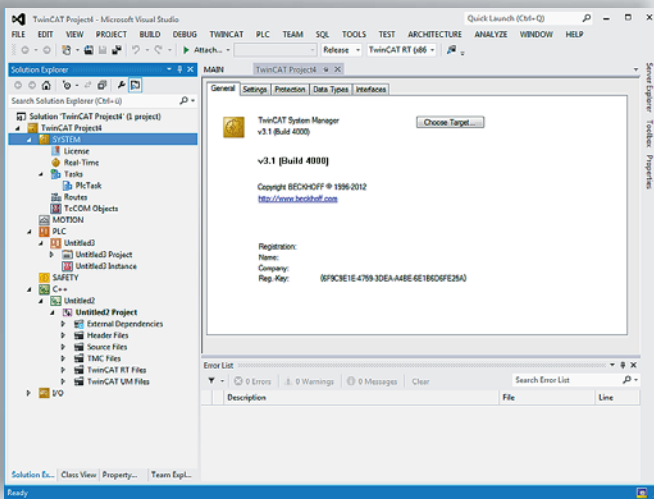 TwinCAT Project4 - Microsoft Visual Studio
Quick Launch (Ctrl+Q)
FILE EDIT VIEW PROJECT BUILD DEBUG TWINCAT PLC TEAM SQL TOOLS TEST ARCHITECTURE ANALYZE WINDOW HELP
Attach... Release TwinCAT RT (x86
Solution Explorer
MAIN TwinCAT Project4
General Settings Protection Data Types Interfaces
Search Solution Explorer (Ctrl+ü)
Solution 'TwinCAT Project4' (1 project)
TwinCAT Project4
SYSTEM
License
Real-Time
Tasks
PlcTask
Routes
TcCOM Objects
MOTION
PLC
Untitled3
Untitled3 Project
Untitled3 Instance
SAFETY
C++
Untitled2
Untitled2 Project
External Dependencies
Header Files
Source Files
TMC Files
TwinCAT RT Files
TwinCAT UM Files
I/O
Solution Ex... Class View Property... Team Expl...
TwinCAT System Manager
v3.1 (Build 4000)
Choose Target...
v3.1 (Build 4000)
Copyright BECKHOFF © 1996-2012
http://www.beckhoff.com
Registration:
Name:
Company:
Reg.-Key: {6F9C9E1E-4769-3DEA-A4BE-6E1B6D6FE25A}
Error List
0 Errors 0 Warnings 0 Messages Clear Search Error List
Description File Line
Server Explorer Toolbox Properties
Ready